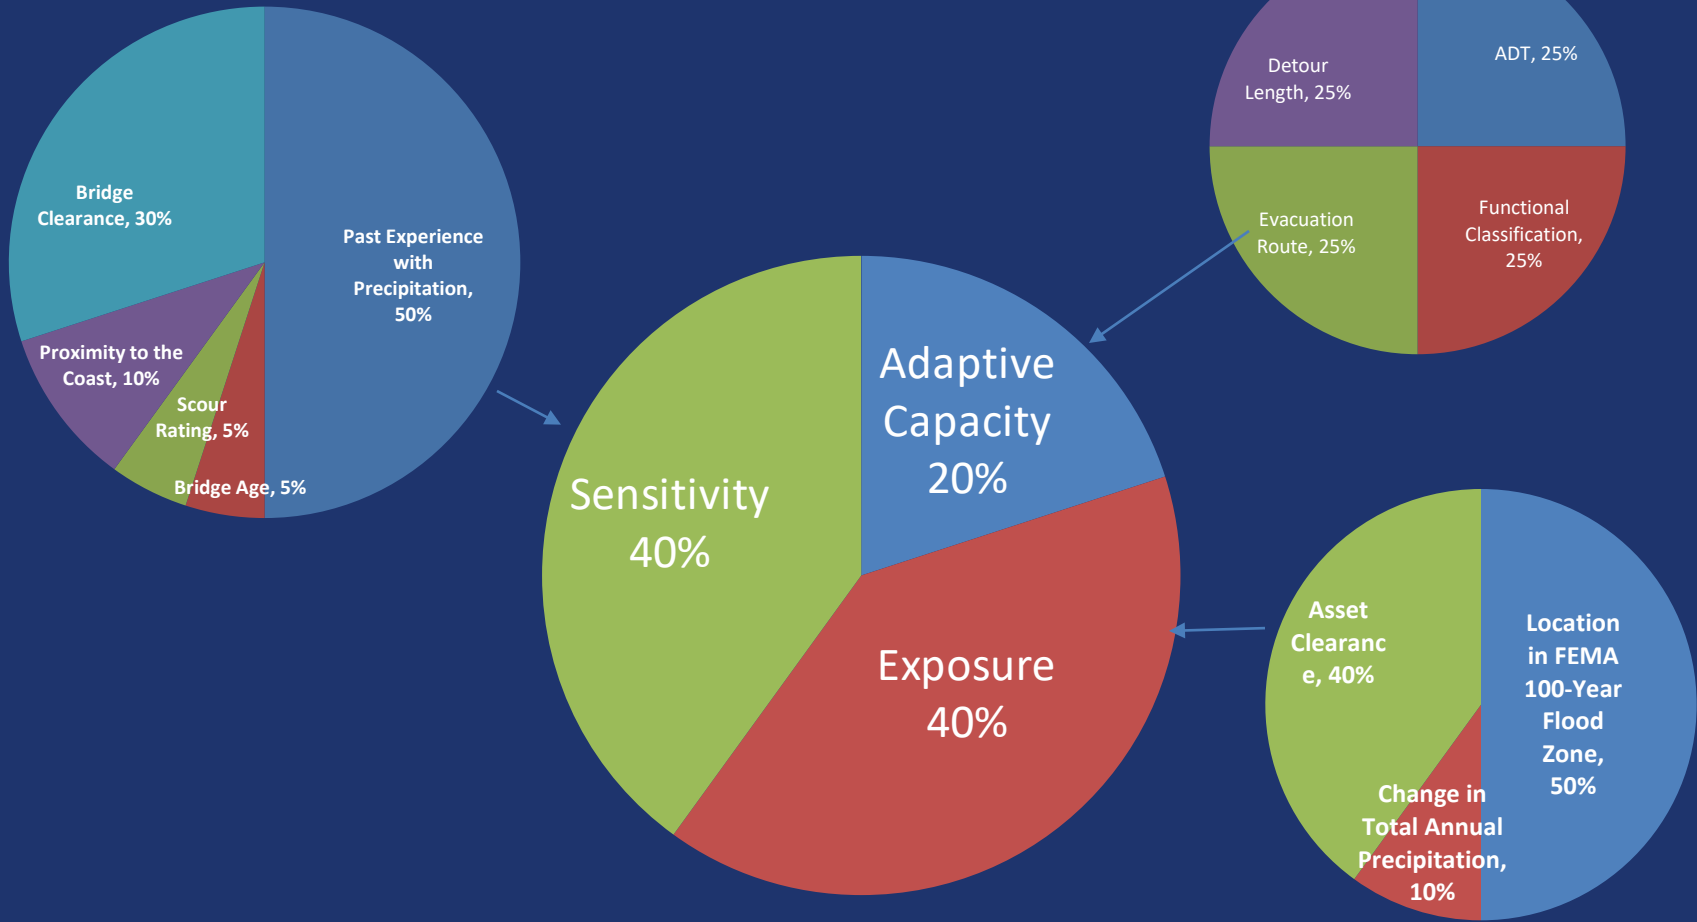 Bridge
Clearance, 30%
Past Experience
with
Precipitation,
50%
Proximity to the
Coast, 10%
Scour
Rating, 5%
Bridge Age, 5%
Detour
Length, 25%
ADT, 25%
Evacuation
Route, 25%
Functional
Classification,
25%
Sensitivity
40%
Adaptive
Capacity
20%
Exposure
40%
Asset
Clearanc
e, 40%
Location
in FEMA
100-Year
Flood
Zone,
50%
Change in
Total Annual
Precipitation,
10%